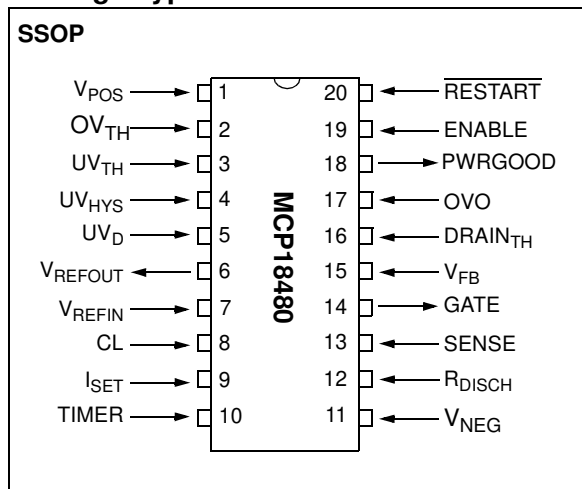 SSOP
VPOS 1 20 RESTART
OVTH 2 19 ENABLE
UVTH 3 18 PWRGOOD
UVHYS 4 17 OVO
UVD 5 16 DRAINTH
VREFOUT 6 15 VFB
VREFIN 7 14 GATE
CL 8 13 SENSE
ISET 9 12 RDISCH
TIMER 10 11 VNEG
MCP18480